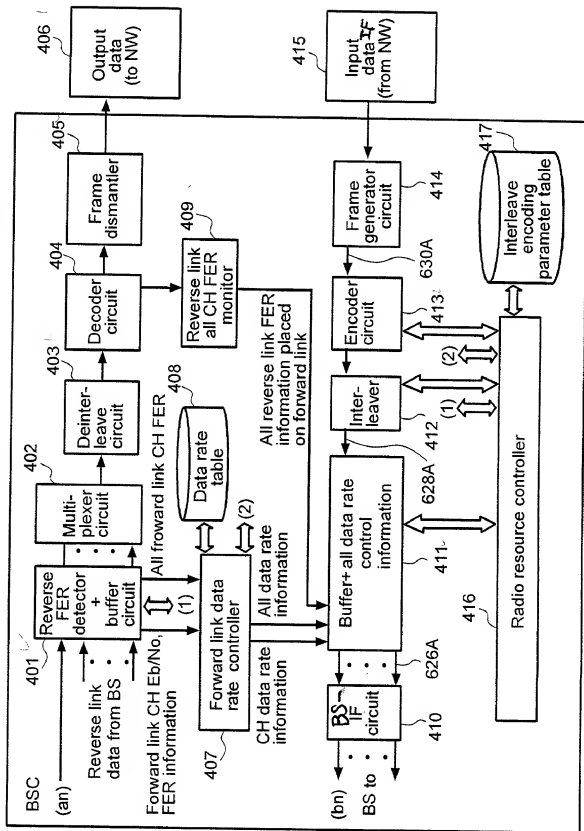 BSC
(an)
Reverse link
data from BS
401
Reverse
FER
detector
+
buffer
circuit
402
Multi-
plexer
circuit
403
Deinter-
leave
circuit
404
Decoder
circuit
405
Frame
dismantler
406
Output
data
(to NW)
Forward link CH Eb/No,
FER information
(1)
All froward link CH FER
407
Forward link data
rate controller
408
Data rate
table
(2)
409
Reverse link
all CH FER
monitor
CH data rate
information
All data rate
information
All reverse link FER
information placed
on forward link
(bn)
BS to
410
BS-
IF
circuit
626A
411
Buffer+ all data rate
control
information
628A
412
Inter-
leaver
413
Encoder
circuit
630A
414
Frame
generator
circuit
415
Input
data IF
(from NW)
(1)
(2)
416
Radio resource controller
417
Interleave
encoding
parameter table